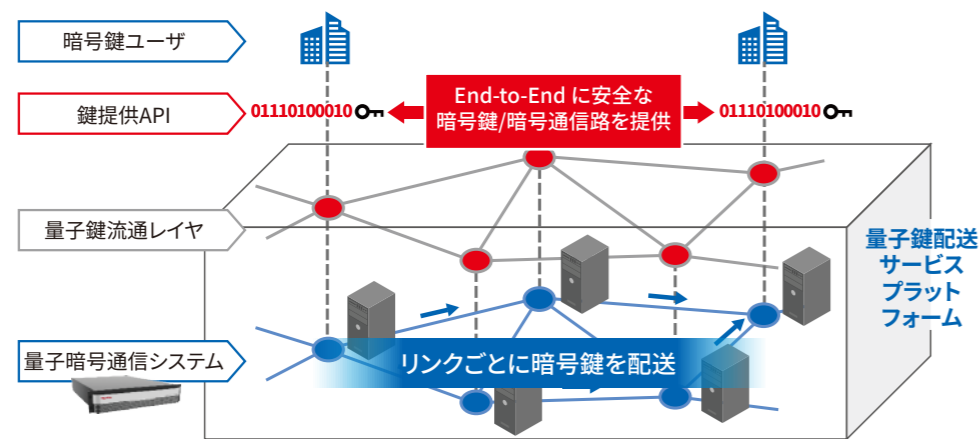 暗号鍵ユーザ
鍵提供API
01110100010
End-to-End に安全な
暗号鍵/暗号通信路を提供
01110100010
量子鍵流通レイヤ
量子鍵配送
サービス
プラット
フォーム
量子暗号通信システム
リンクごとに暗号鍵を配送